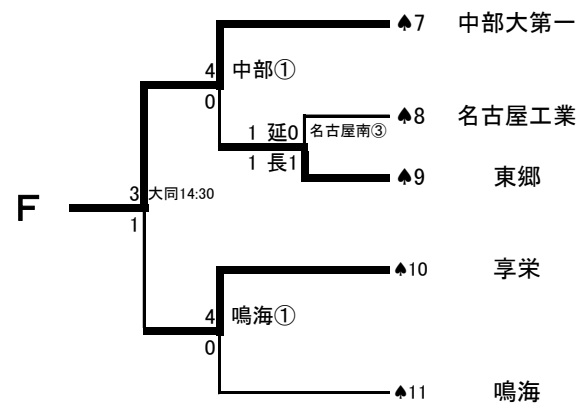 ♠7 中部大第一
4 中部①
0
♠8 名古屋工業
1 延0 名古屋南③
1 長1
♠9 東郷
F
3 大同14:30
1
♠10 享栄
4 鳴海①
0
♠11 鳴海